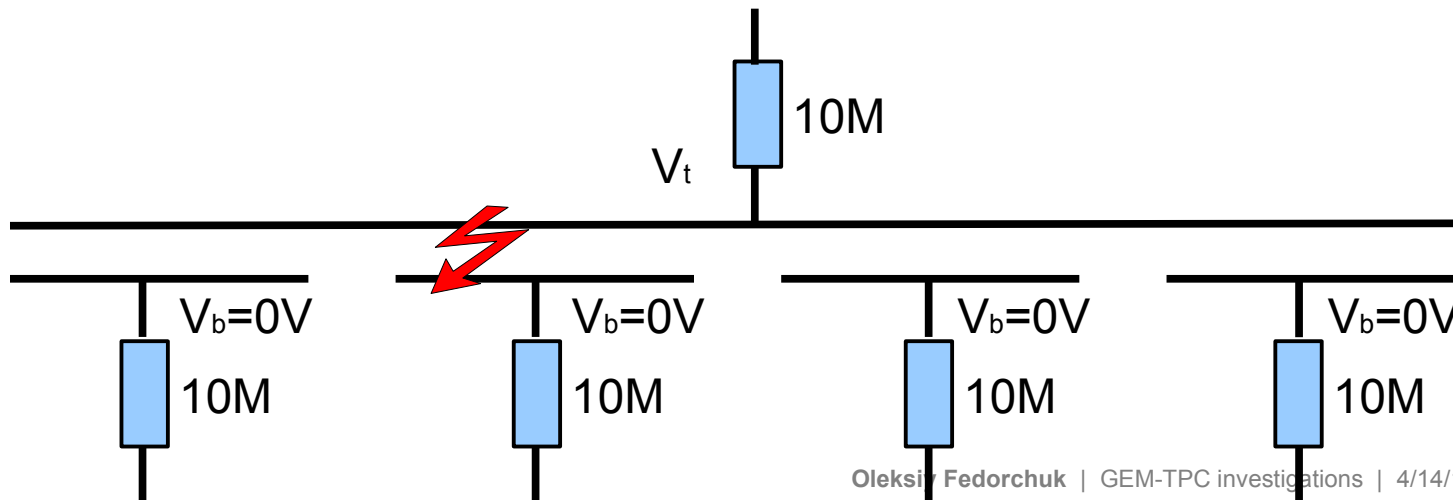 10M
Vt
Vb=0V Vb=0V Vb=0V Vb=0V
10M 10M 10M 10M
Oleksiy Fedorchuk | GEM-TPC investigations | 4/14/